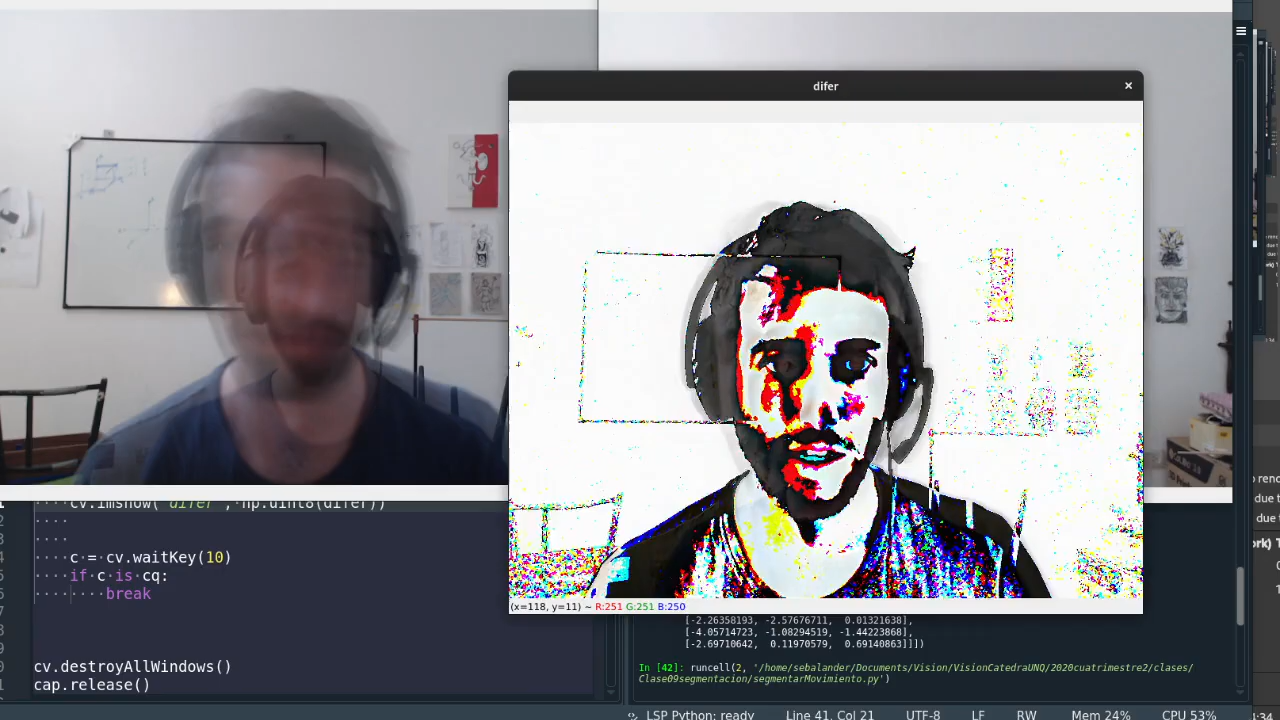 difer
cv.imshow("difer", np.uint8(difer))
c = cv.waitKey(10)
if c is cq:
break
cv.destroyAllWindows()
cap.release()
(x=118, y=11) ~ R:251 G:251 B:250
[-2.26358193, -2.57676711, 0.01321638],
[-4.05714723, -1.08294519, -1.44223868],
[-2.69710642, 0.11970579, 0.69140863]]])
In [42]: runcell(2, '/home/sebalander/Documents/Vision/VisionCatedraUNQ/2020cuatrimestre2/clases/
Clase09segmentacion/segmentarMovimiento.py')
LSP Python: ready Line 41, Col 21 UTF-8 LF RW Mem 24% CPU 53%